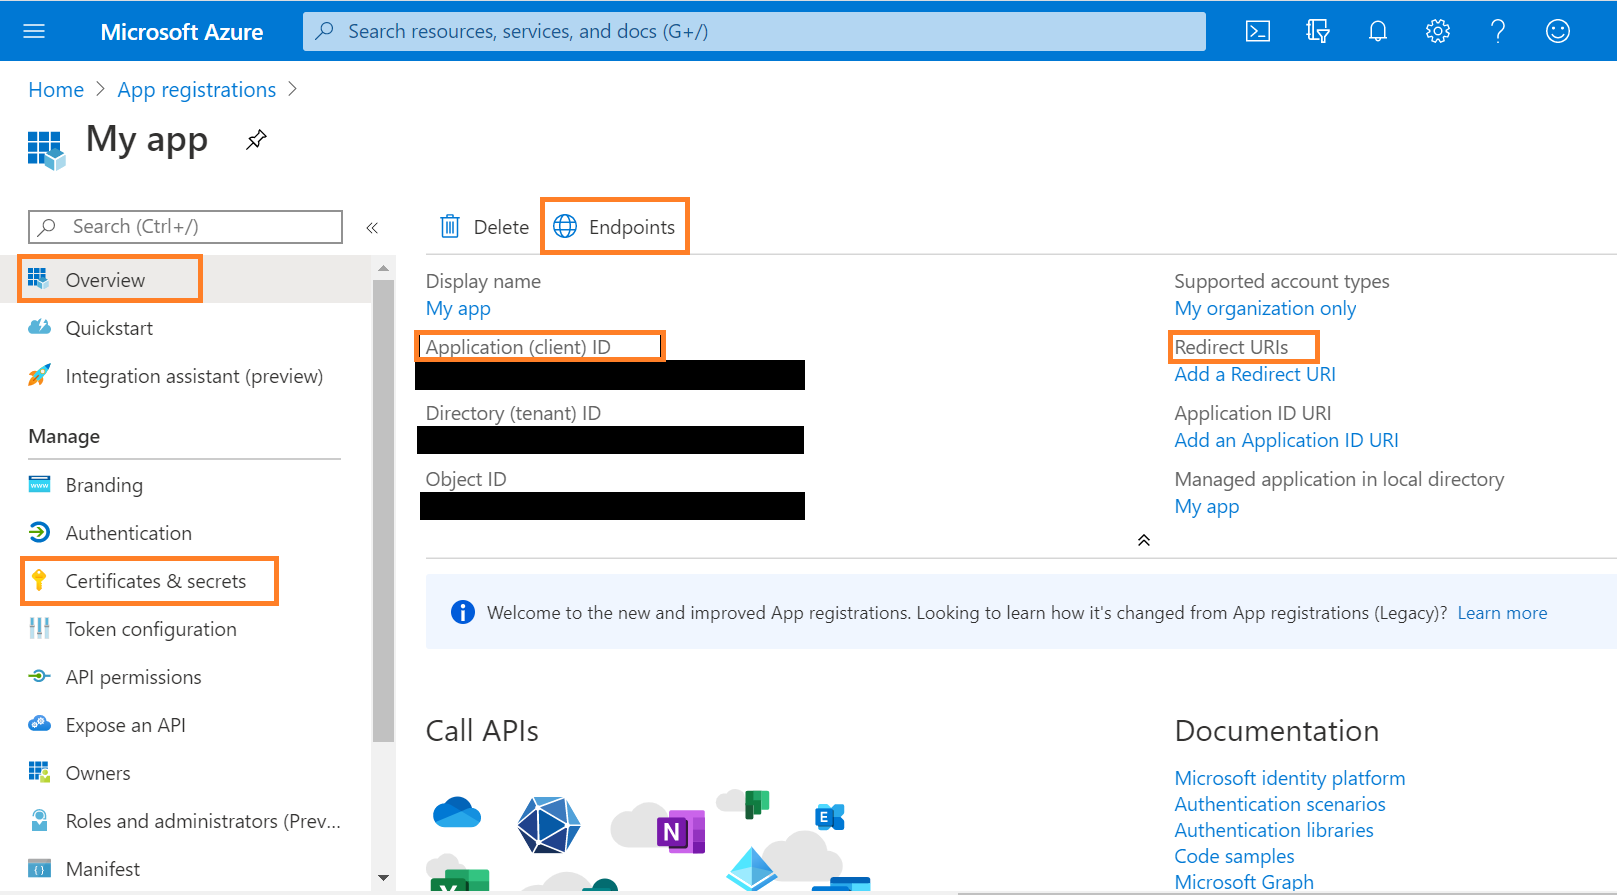 Microsoft Azure
Search resources, services, and docs (G+/)
Home > App registrations >
My app
Search (Ctrl+/)
«
Overview
Quickstart
Integration assistant (preview)
Manage
Branding
Authentication
Certificates & secrets
Token configuration
API permissions
Expose an API
Owners
Roles and administrators (Prev...
Manifest
Delete
Endpoints
Display name
My app
Application (client) ID
Directory (tenant) ID
Object ID
Supported account types
My organization only
Redirect URIs
Add a Redirect URI
Application ID URI
Add an Application ID URI
Managed application in local directory
My app
Welcome to the new and improved App registrations. Looking to learn how it's changed from App registrations (Legacy)? Learn more
Call APIs
N
E
Documentation
Microsoft identity platform
Authentication scenarios
Authentication libraries
Code samples
Microsoft Graph